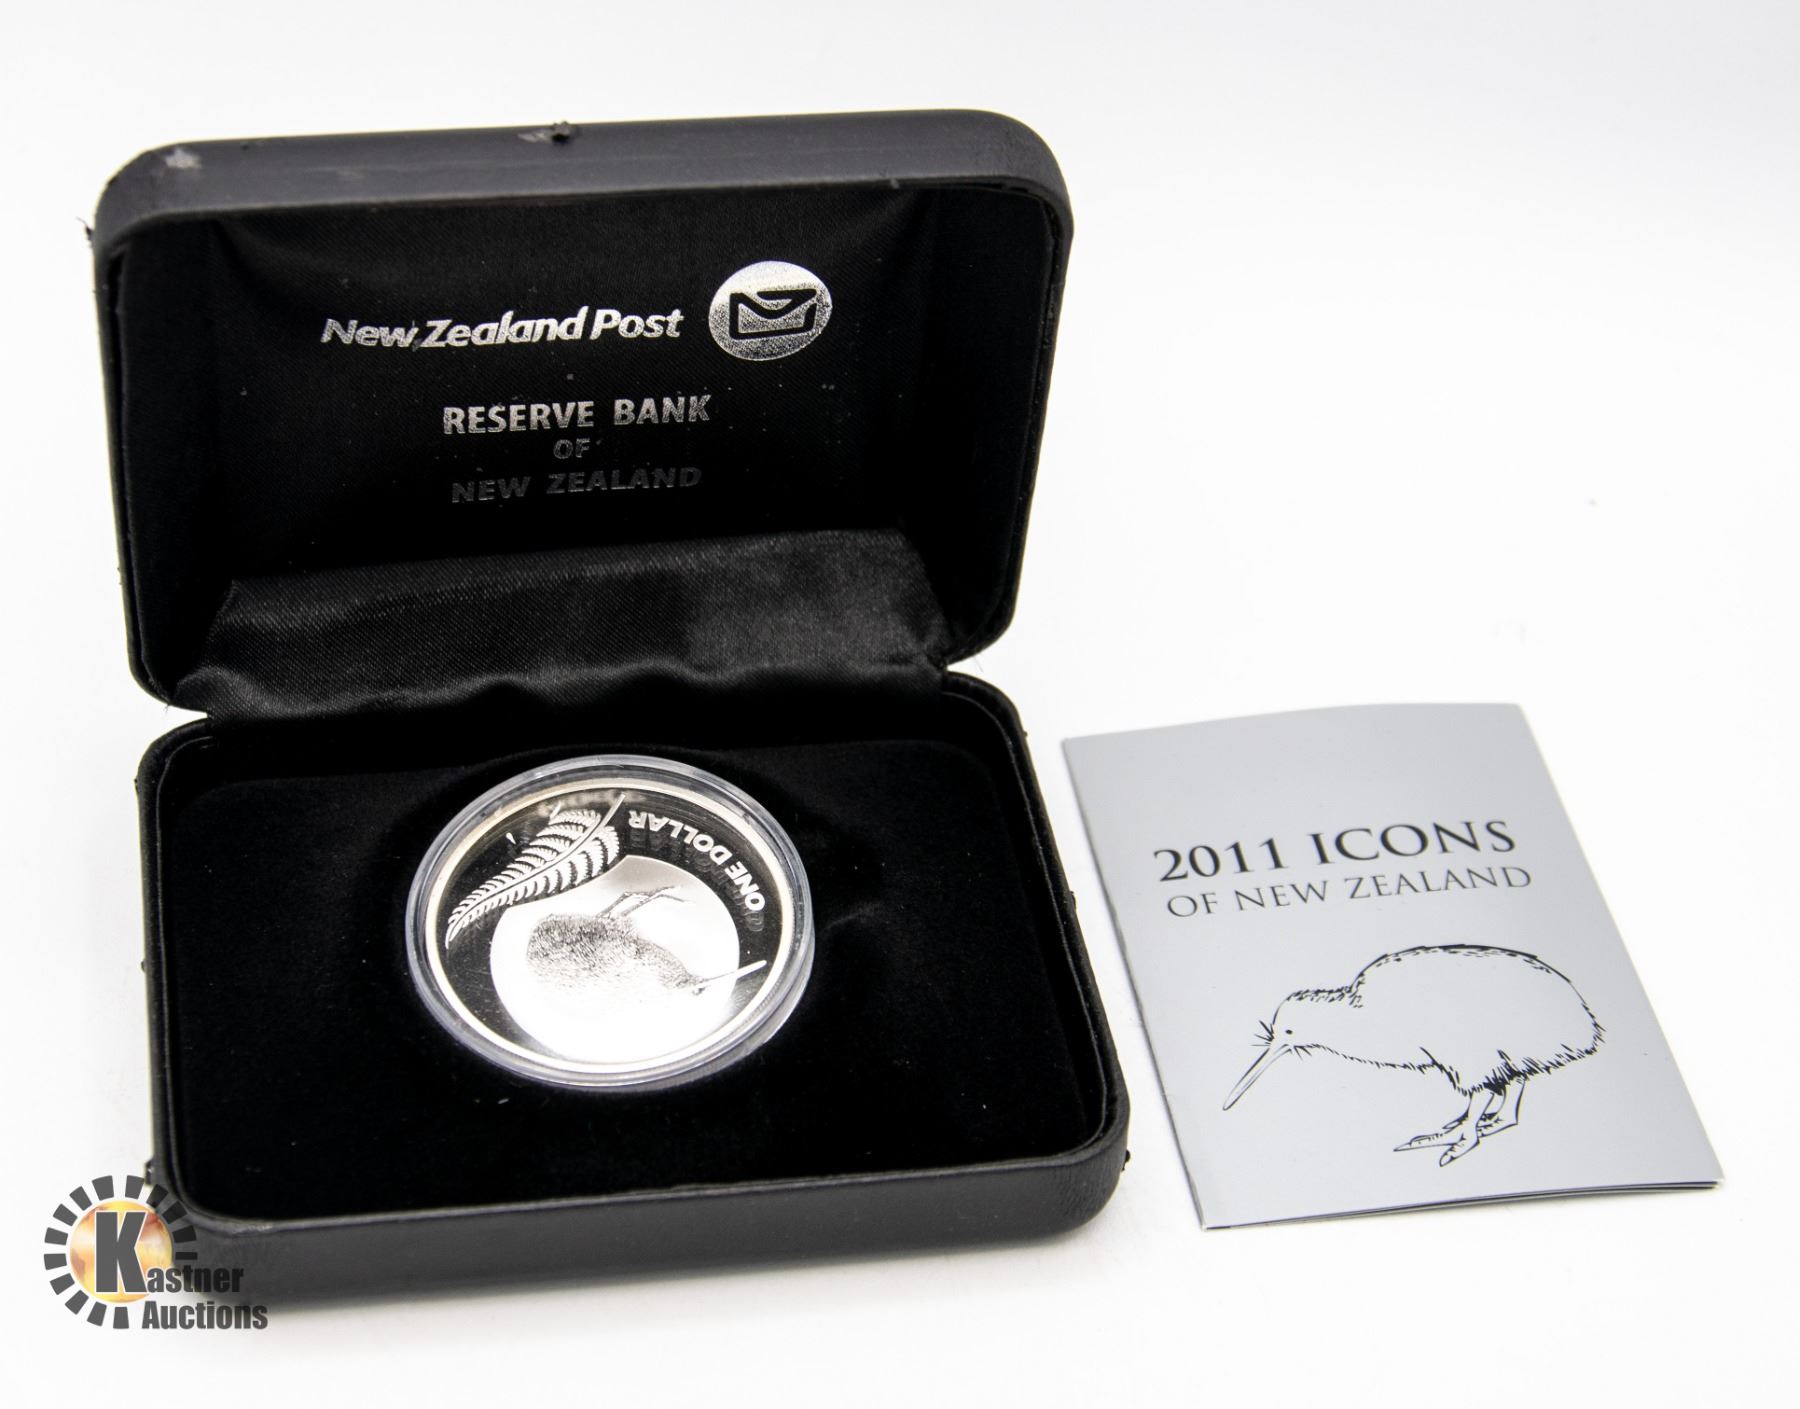 New Zealand Post
RESERVE BANK
OF
NEW ZEALAND
ONE DOLLAR
2011 ICONS
OF NEW ZEALAND
Kastner
Auctions